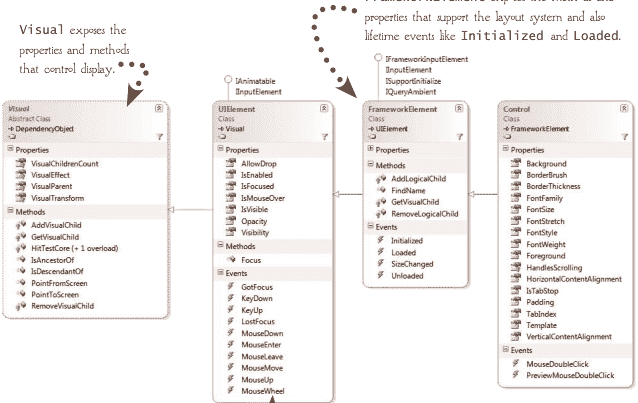 Visual exposes the
properties and methods
that control display.
properties that support the layout system and also
lifetime events like Initialized and Loaded.
IAnimatable
IInputElement
IFrameworkInputElement
IInputElement
ISupportInitialize
IQueryAmbient
Visual
Abstract Class
DependencyObject
Properties
VisualChildrenCount
VisualEffect
VisualParent
VisualTransform
Methods
AddVisualChild
GetVisualChild
HitTestCore (+ 1 overload)
IsAncestorOf
IsDescendantOf
PointFromScreen
PointToScreen
RemoveVisualChild
UIElement
Class
Visual
Properties
AllowDrop
IsEnabled
IsFocused
IsMouseOver
IsVisible
Opacity
Visibility
Methods
Focus
Events
GotFocus
KeyDown
KeyUp
LostFocus
MouseDown
MouseEnter
MouseLeave
MouseMove
MouseUp
MouseWheel
FrameworkElement
Class
UIElement
Properties
Methods
AddLogicalChild
FindName
GetVisualChild
RemoveLogicalChild
Events
Initialized
Loaded
SizeChanged
Unloaded
Control
Class
FrameworkElement
Properties
Background
BorderBrush
BorderThickness
FontFamily
FontSize
FontStretch
FontStyle
FontWeight
Foreground
HandlesScrolling
HorizontalContentAlignment
IsTabStop
Padding
TabIndex
Template
VerticalContentAlignment
Events
MouseDoubleClick
PreviewMouseDoubleClick